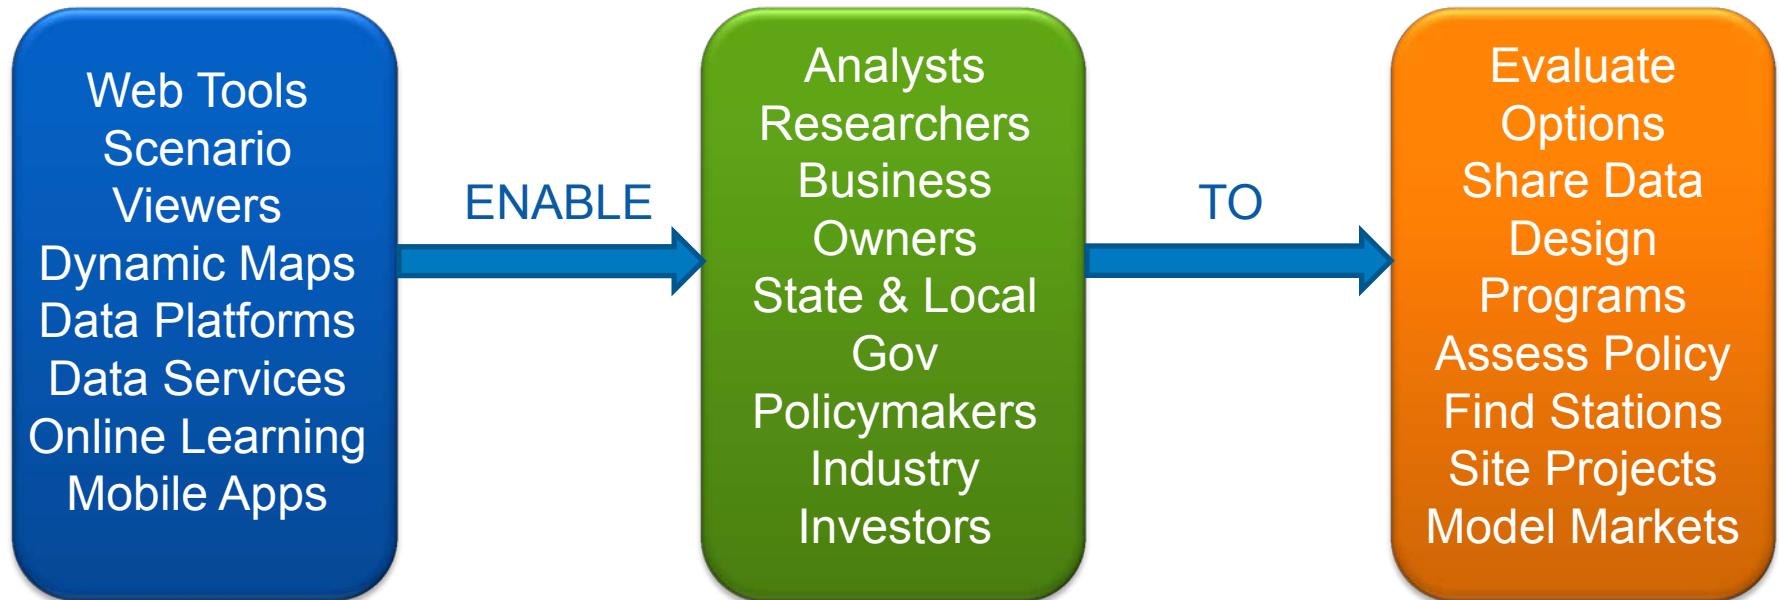 Web Tools
Scenario
Viewers
Dynamic Maps
Data Platforms
Data Services
Online Learning
Mobile Apps
ENABLE
Analysts
Researchers
Business
Owners
State & Local
Gov
Policymakers
Industry
Investors
TO
Evaluate
Options
Share Data
Design
Programs
Assess Policy
Find Stations
Site Projects
Model Markets